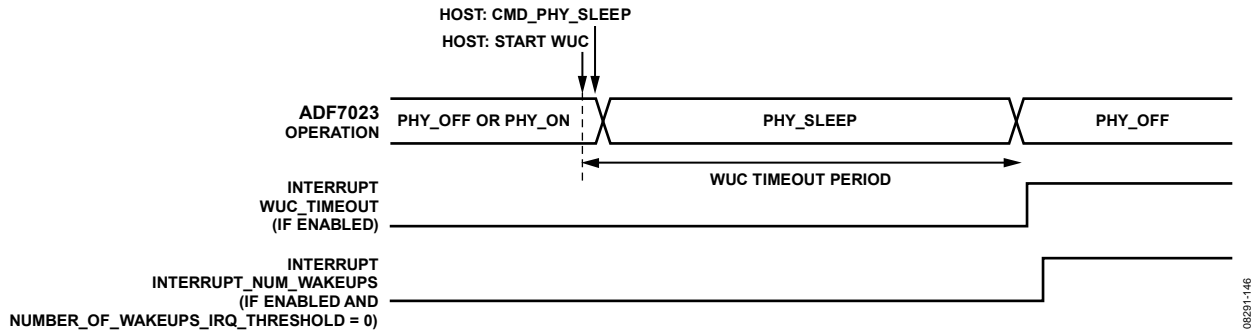 HOST: CMD_PHY_SLEEP
HOST: START WUC
ADF7023
OPERATION
PHY_OFF OR PHY_ON
PHY_SLEEP
PHY_OFF
WUC TIMEOUT PERIOD
INTERRUPT
WUC_TIMEOUT
(IF ENABLED)
INTERRUPT
INTERRUPT_NUM_WAKEUPS
(IF ENABLED AND
NUMBER_OF_WAKEUPS_IRQ_THRESHOLD = 0)
08291-146